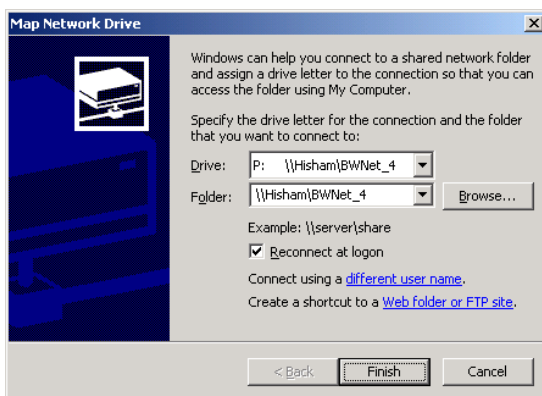 Map Network Drive
Windows can help you connect to a shared network folder
and assign a drive letter to the connection so that you can
access the folder using My Computer.
Specify the drive letter for the connection and the folder
that you want to connect to:
Drive: P: \\Hisham\BWNet_4
Folder: \\Hisham\BWNet_4 Browse...
Example: \\server\share
Reconnect at logon
Connect using a different user name.
Create a shortcut to a Web folder or FTP site.
< Back Finish Cancel